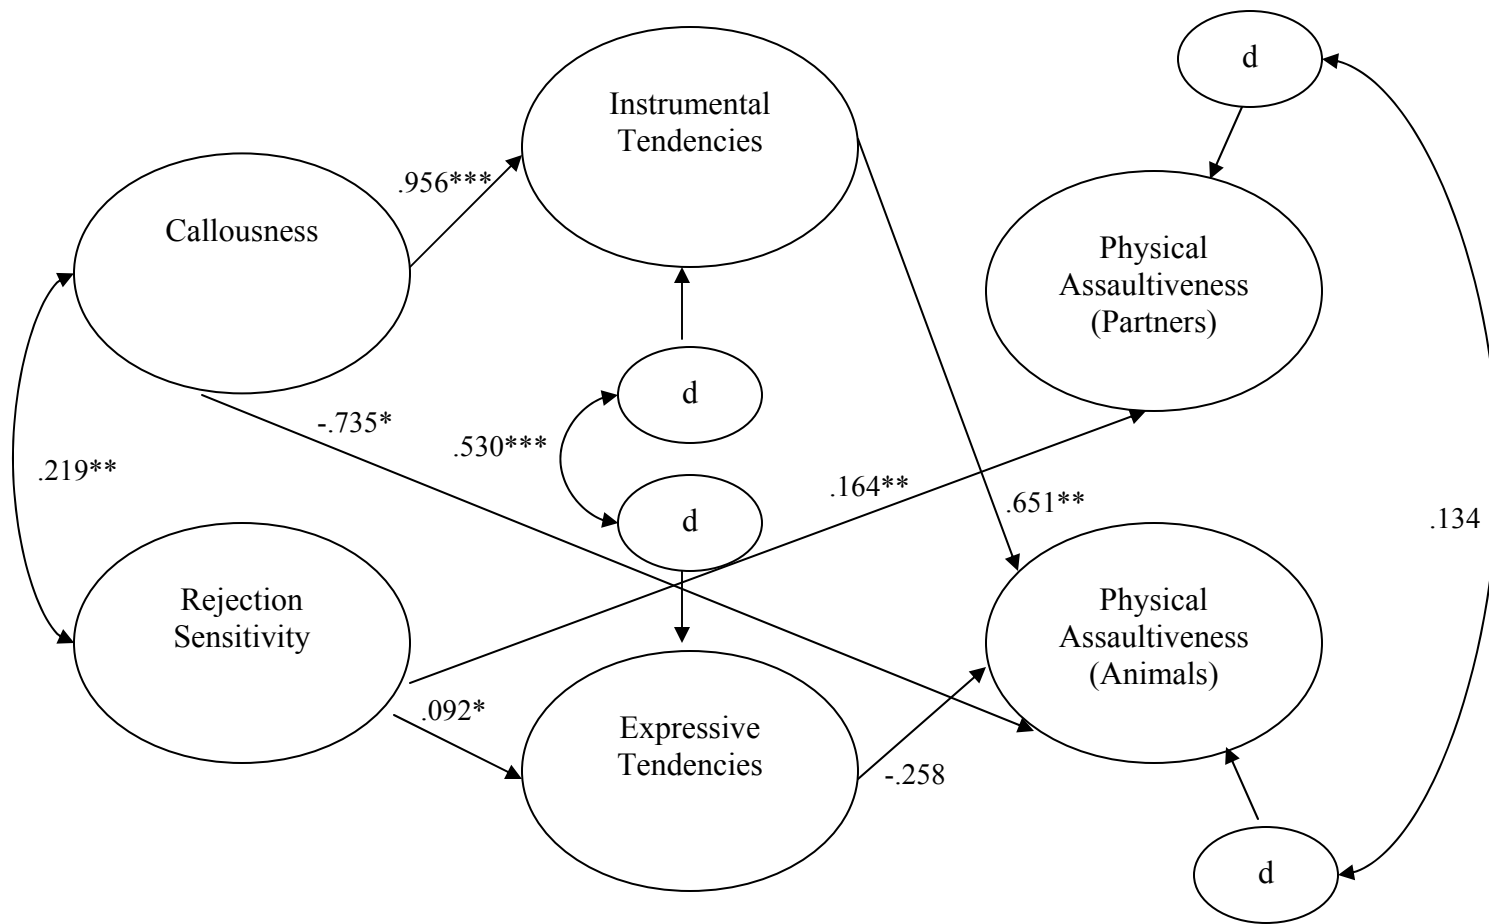 d
Instrumental
Tendencies
.956***
Callousness
Physical
Assaultiveness
(Partners)
d
-.735*
.530***
.219**
.164**
.651**
d
.134
Rejection
Sensitivity
Physical
Assaultiveness
(Animals)
.092*
Expressive
Tendencies
-.258
d